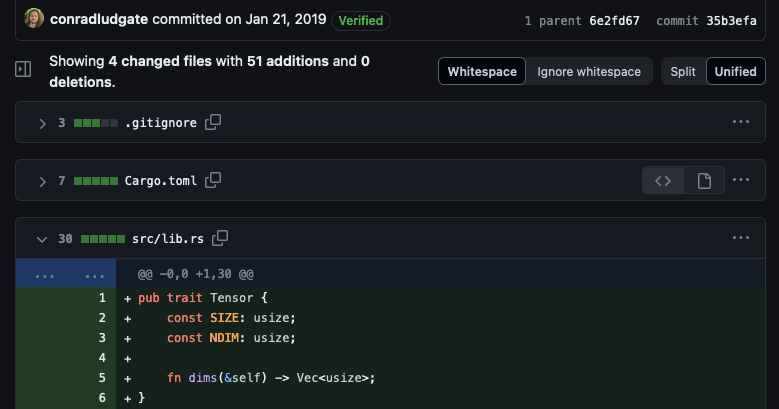 conradludgate committed on Jan 21, 2019 Verified 1 parent 6e2fd67 commit 35b3efa
Showing 4 changed files with 51 additions and 0
deletions.
Whitespace Ignore whitespace Split Unified
3 .gitignore ...
7 Cargo.toml <> ...
30 src/lib.rs ...
... ... @@ -0,0 +1,30 @@
1 + pub trait Tensor {
2 +     const SIZE: usize;
3 +     const NDIM: usize;
4 +
5 +     fn dims(&self) -> Vec<usize>;
6 + }